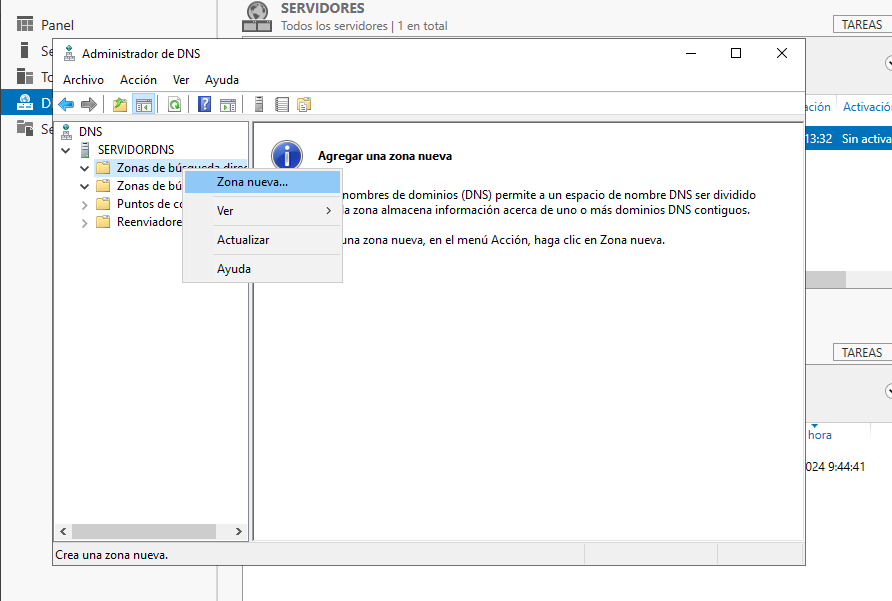 SERVIDORES
Todos los servidores | 1 en total
Panel
TAREAS
Administrador de DNS
Archivo Acción Ver Ayuda
DNS
SERVIDORDNS
Zonas de búsqueda direc
Zonas de bú
Puntos de co
Reenviadore
Zona nueva...
Ver
Actualizar
Ayuda
Agregar una zona nueva
nombres de dominios (DNS) permite a un espacio de nombre DNS ser dividido
la zona almacena información acerca de uno o más dominios DNS contiguos.
una zona nueva, en el menú Acción, haga clic en Zona nueva.
Crea una zona nueva.
ación Activació
13:32 Sin activa
TAREAS
hora
024 9:44:41